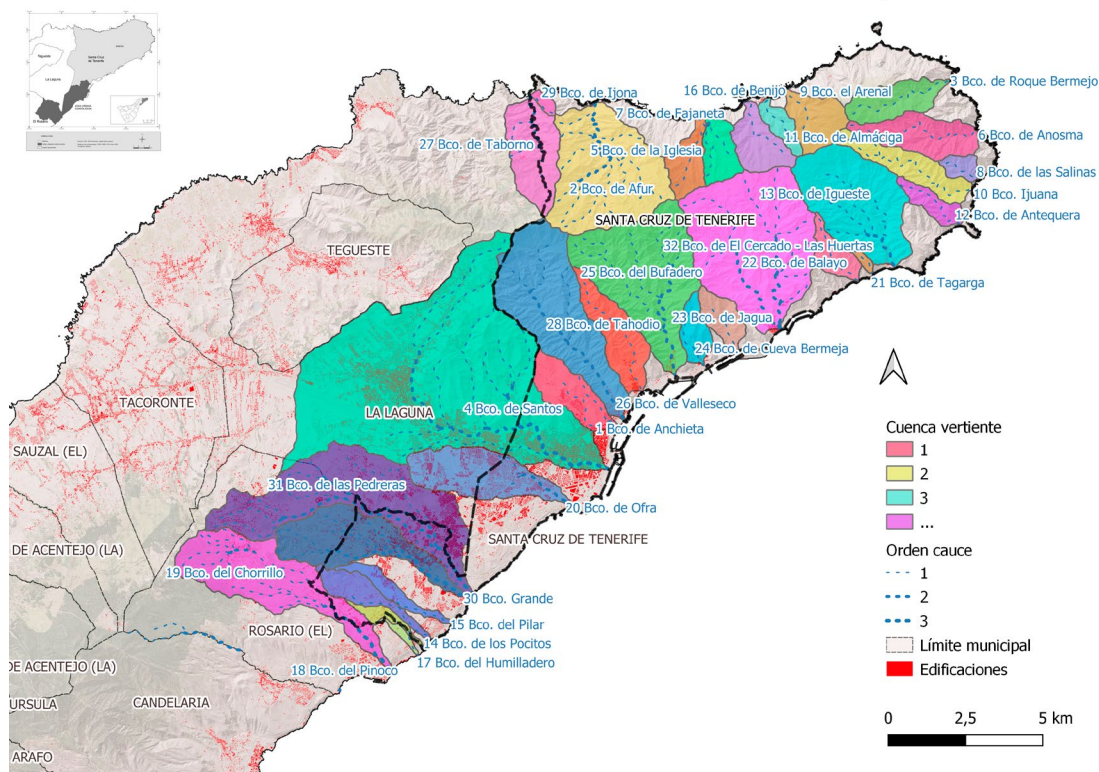 Tegueste
Santa Cruz
de Tenerife
La Laguna
El Rosario
3 Bco. de Roque Bermejo
16 Bco. de Benijo
29 Bco. de Ijona
9 Bco. el Arenal
7 Bco. de Fajaneta
6 Bco. de Anosma
11 Bco. de Almáciga
27 Bco. de Taborno
5 Bco. de la Iglesia
8 Bco. de las Salinas
2 Bco. de Afur
13 Bco. de Igueste
10 Bco. Ijuana
12 Bco. de Antequera
SANTA CRUZ DE TENERIFE
TEGUESTE
32 Bco. de El Cercado - Las Huertas
22 Bco. de Balayo
25 Bco. del Bufadero
21 Bco. de Tagarga
23 Bco. de Jagua
28 Bco. de Tahodio
24 Bco. de Cueva Bermeja
TACORONTE
26 Bco. de Valleseco
LA LAGUNA
4 Bco. de Santos
1 Bco. de Anchieta
SAUZAL (EL)
31 Bco. de las Pedreras
20 Bco. de Ofra
SANTA CRUZ DE TENERIFE
DE ACENTEJO (LA)
19 Bco. del Chorrillo
30 Bco. Grande
15 Bco. del Pilar
ROSARIO (EL)
14 Bco. de los Pocitos
17 Bco. del Humilladero
18 Bco. del Pinoco
DE ACENTEJO (LA)
URSULA
CANDELARIA
ARAFO
Cuenca vertiente
1
2
3
...
Orden cauce
1
2
3
Límite municipal
Edificaciones
0 2,5 5 km